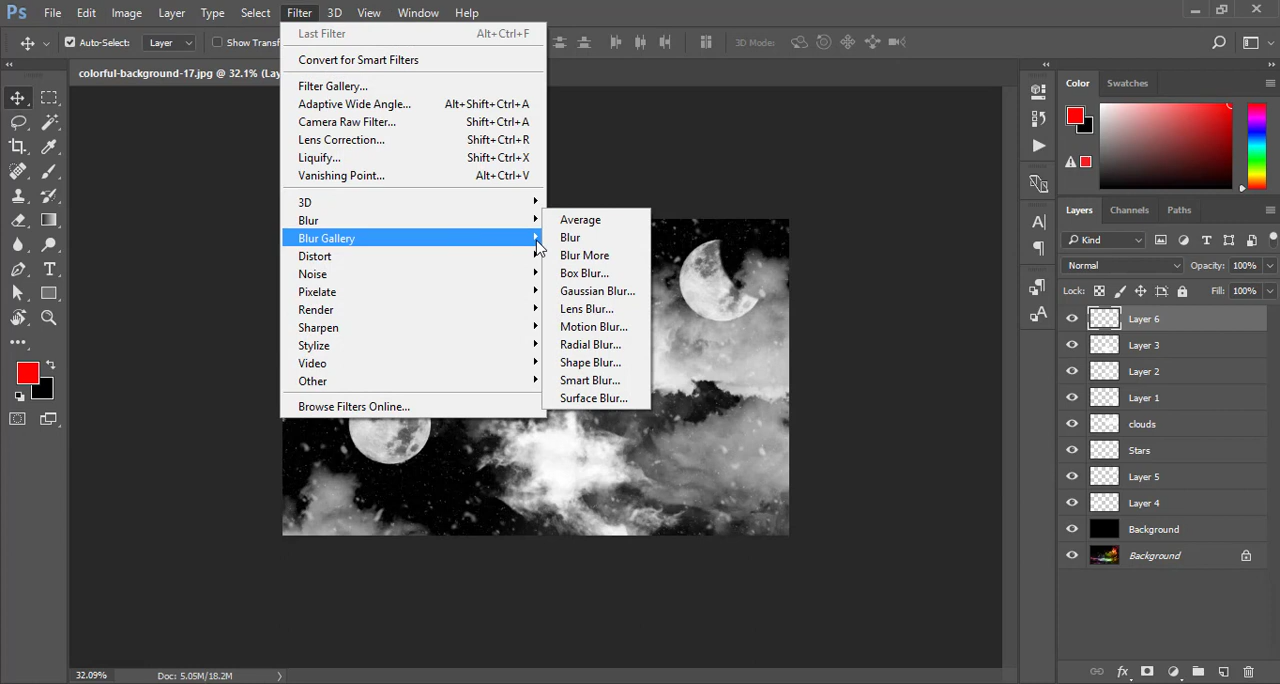 Ps File Edit Image Layer Type Select Filter 3D View Window Help
Auto-Select: Layer Show Transf 3D Mode:
colorful-background-17.jpg @ 32.1% (La
Last Filter Alt+Ctrl+F
Convert for Smart Filters
Filter Gallery...
Adaptive Wide Angle... Alt+Shift+Ctrl+A
Camera Raw Filter... Shift+Ctrl+A
Lens Correction... Shift+Ctrl+R
Liquify... Shift+Ctrl+X
Vanishing Point... Alt+Ctrl+V
3D
Blur
Blur Gallery
Distort
Noise
Pixelate
Render
Sharpen
Stylize
Video
Other
Browse Filters Online...
Average
Blur
Blur More
Box Blur...
Gaussian Blur...
Lens Blur...
Motion Blur...
Radial Blur...
Shape Blur...
Smart Blur...
Surface Blur...
Color Swatches
Layers Channels Paths
Kind
Normal Opacity: 100%
Lock: Fill: 100%
Layer 6
Layer 3
Layer 2
Layer 1
clouds
Stars
Layer 5
Layer 4
Background
Background
32.09% Doc: 5.05M/18.2M